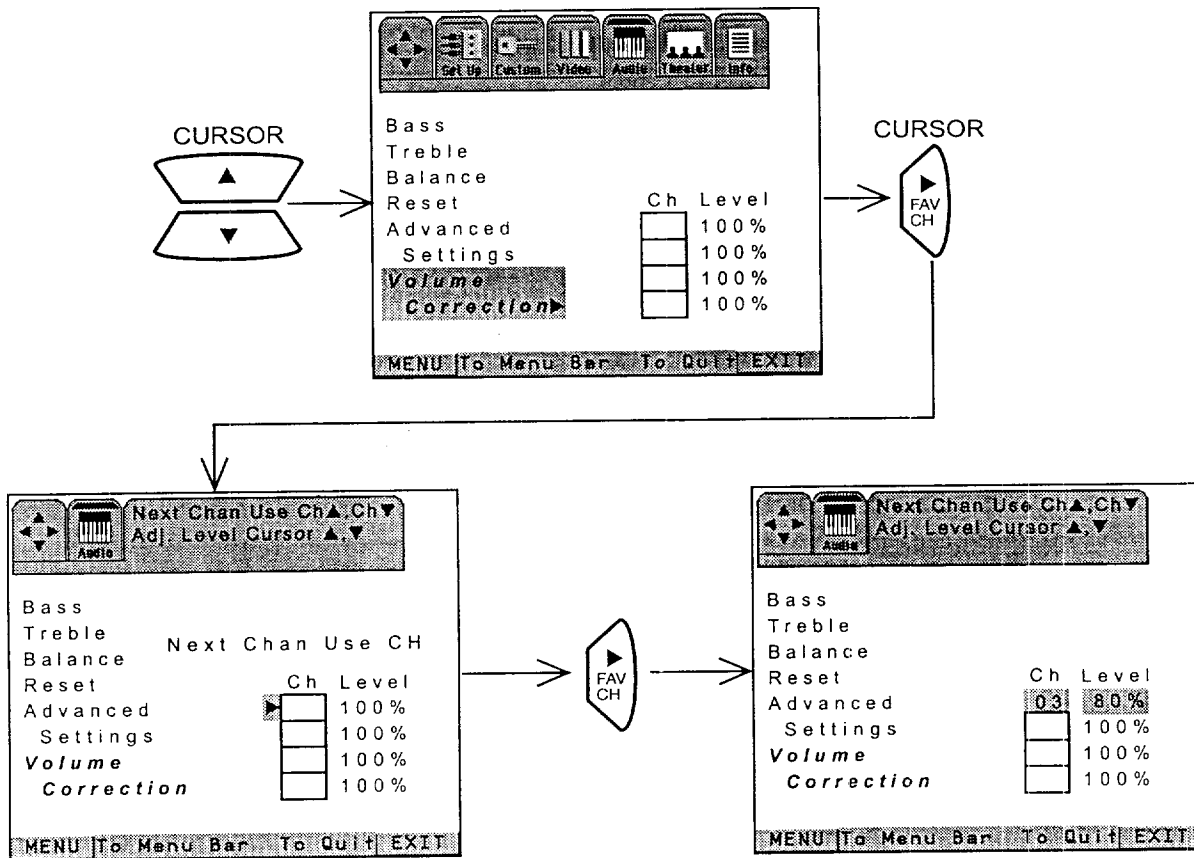 Set Up Custom Video Audio Theater Info
CURSOR
Bass
Treble
Balance
Reset
Advanced
Settings
Volume
Correction▶
Ch Level
100%
100%
100%
100%
MENU To Menu Bar To Quit EXIT
CURSOR
▶
FAV
CH
Next Chan Use Ch▲,Ch▼
Adj. Level Cursor ▲,▼
Audio
Bass
Treble
Balance
Reset
Advanced
Settings
Volume
Correction
Next Chan Use CH
Ch Level
▶ 100%
100%
100%
100%
MENU To Menu Bar To Quit EXIT
▶
FAV
CH
Next Chan Use Ch▲,Ch▼
Adj. Level Cursor ▲,▼
Audio
Bass
Treble
Balance
Reset
Advanced
Settings
Volume
Correction
Ch Level
03 80%
100%
100%
100%
MENU To Menu Bar To Quit EXIT